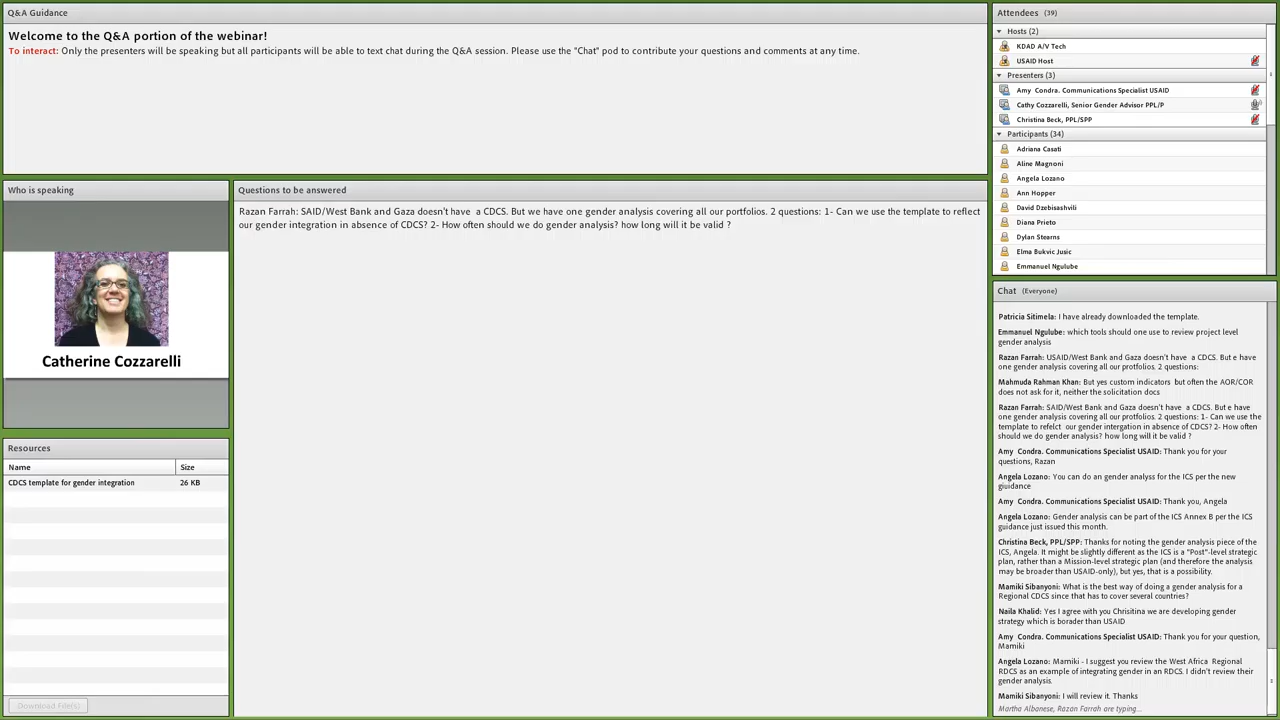 Q&A Guidance
Welcome to the Q&A portion of the webinar!
To interact: Only the presenters will be speaking but all participants will be able to text chat during the Q&A session. Please use the "Chat" pod to contribute your questions and comments at any time.
Who is speaking
Catherine Cozzarelli
Resources
Name Size
CDCS template for gender integration 26 KB
Download File(s)
Questions to be answered
Razan Farrah: SAID/West Bank and Gaza doesn't have a CDCS. But we have one gender analysis covering all our portfolios. 2 questions: 1- Can we use the template to reflect
our gender integration in absence of CDCS? 2- How often should we do gender analysis? how long will it be valid ?
Attendees (39)
Hosts (2)
KDAD A/V Tech
USAID Host
Presenters (3)
Amy Condra. Communications Specialist USAID
Cathy Cozzarelli, Senior Gender Advisor PPL/P
Christina Beck, PPL/SPP
Participants (34)
Adriana Casati
Aline Magnoni
Angela Lozano
Ann Hopper
David Dzebisashvili
Diana Prieto
Dylan Stearns
Elma Bukvic Jusic
Emmanuel Ngulube
Chat (Everyone)
Patricia Sitimela: I have already downloaded the template.
Emmanuel Ngulube: which tools should one use to review project level
gender analysis
Razan Farrah: USAID/West Bank and Gaza doesn't have a CDCS. But e have
one gender analysis covering all our protfolios. 2 questions:
Mahmuda Rahman Khan: But yes custom indicators but often the AOR/COR
does not ask for it, neither the solicitation docs
Razan Farrah: SAID/West Bank and Gaza doesn't have a CDCS. But e have
one gender analysis covering all our protfolios. 2 questions: 1- Can we use the
template to refelct our gender intergration in absence of CDCS? 2- How often
should we do gender analysis? how long will it be valid ?
Amy Condra. Communications Specialist USAID: Thank you for your
questions, Razan
Angela Lozano: You can do an gender analyss for the ICS per the new
giuidance
Amy Condra. Communications Specialist USAID: Thank you, Angela
Angela Lozano: Gender analysis can be part of the ICS Annex B per the ICS
guidance just issued this month.
Christina Beck, PPL/SPP: Thanks for noting the gender analysis piece of the
ICS, Angela. It might be slightly different as the ICS is a "Post"-level strategic
plan, rather than a Mission-level strategic plan (and therefore the analysis
may be broader than USAID-only), but yes, that is a possibility.
Mamiki Sibanyoni: What is the best way of doing a gender analysis for a
Regional CDCS since that has to cover several countries?
Naila Khalid: Yes I agree with you Chrisitina we are developing gender
strategy which is borader than USAID
Amy Condra. Communications Specialist USAID: Thank you for your question,
Mamiki
Angela Lozano: Mamaki - I suggest you review the West Africa Regional
RDCS as an example of integrating gender in an RDCS. I didn't review their
gender analysis.
Mamiki Sibanyoni: I will review it. Thanks
Martha Albanese, Razan Farrah are typing...